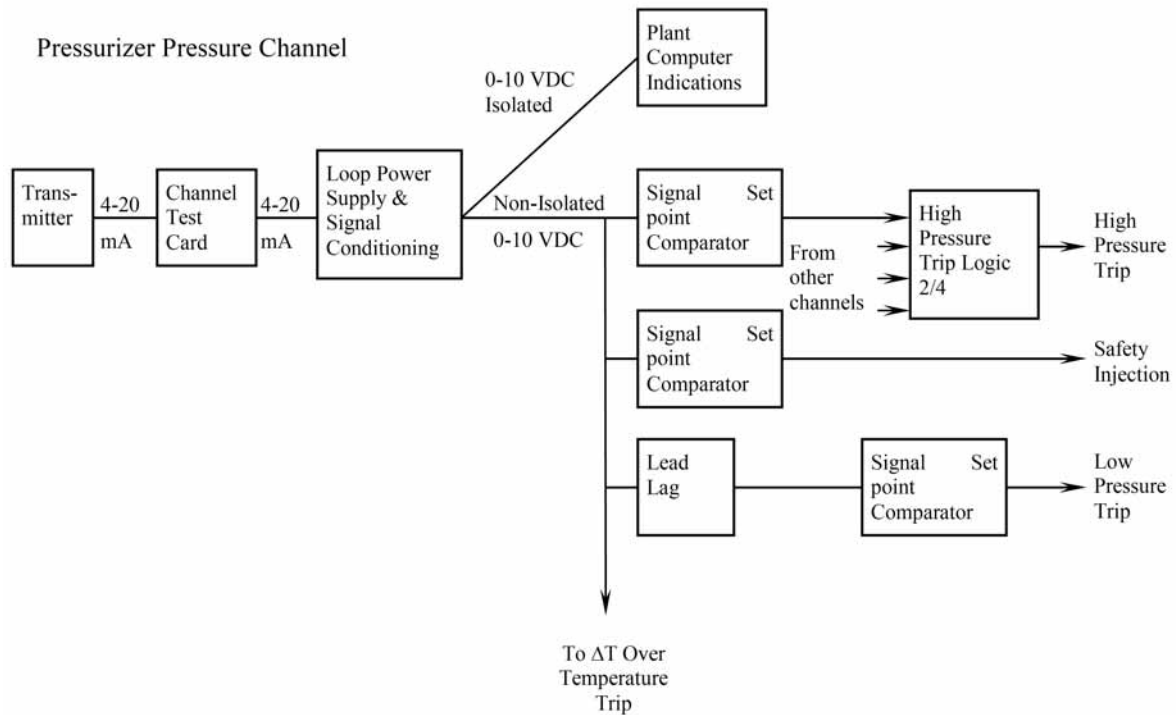 Pressurizer Pressure Channel
Plant
Computer
Indications
0-10 VDC
Isolated
Trans-
mitter
4-20
mA
Channel
Test
Card
4-20
mA
Loop Power
Supply &
Signal
Conditioning
Non-Isolated
0-10 VDC
Signal Set
point
Comparator
From
other
channels
High
Pressure
Trip Logic
2/4
High
Pressure
Trip
Signal Set
point
Comparator
Safety
Injection
Lead
Lag
Signal Set
point
Comparator
Low
Pressure
Trip
To ΔT Over
Temperature
Trip